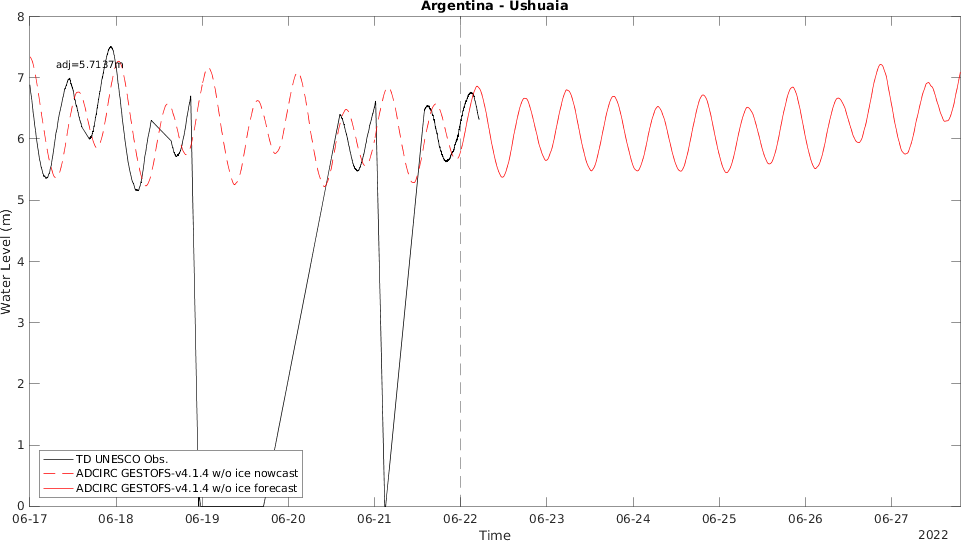 Argentina - Ushuaia
8
7
6
5
4
3
2
1
0
Water Level (m)
adj=5.7137m
TD UNESCO Obs.
ADCIRC GESTOFS-v4.1.4 w/o ice nowcast
ADCIRC GESTOFS-v4.1.4 w/o ice forecast
06-17 06-18 06-19 06-20 06-21 06-22 06-23 06-24 06-25 06-26 06-27
Time
2022